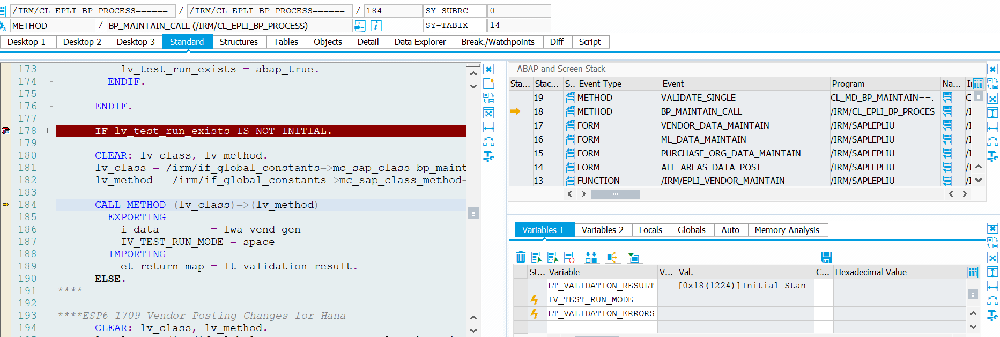 /IRM/CL_EPLI_BP_PROCESS======… / /IRM/CL_EPLI_BP_PROCESS======… / 184 SY-SUBRC 0
METHOD / BP_MAINTAIN_CALL (/IRM/CL_EPLI_BP_PROCESS) SY-TABIX 14
Desktop 1 Desktop 2 Desktop 3 Standard Structures Tables Objects Detail Data Explorer Break./Watchpoints Diff Script
173 lv_test_run_exists = abap_true.
174 ENDIF.
175
176 ENDIF.
177
178 IF lv_test_run_exists IS NOT INITIAL.
179
180 CLEAR: lv_class, lv_method.
181 lv_class = /irm/if_global_constants=>mc_sap_class-bp_maint
182 lv_method = /irm/if_global_constants=>mc_sap_class_method-
183
184 CALL METHOD (lv_class)=>(lv_method)
185 EXPORTING
186 i_data = lwa_vend_gen
187 IV_TEST_RUN_MODE = space
188 IMPORTING
189 et_return_map = lt_validation_result.
190 ELSE.
191 ****
192
193 ****ESP6 1709 Vendor Posting Changes for Hana
194 CLEAR: lv_class, lv_method.
ABAP and Screen Stack
Sta... Stac... S.. Event Type Event Program Na...
19 METHOD VALIDATE_SINGLE CL_MD_BP_MAINTAIN==… C
18 METHOD BP_MAINTAIN_CALL /IRM/CL_EPLI_BP_PROCES… /I
17 FORM VENDOR_DATA_MAINTAIN /IRM/SAPLEPLIU /I
16 FORM ML_DATA_MAINTAIN /IRM/SAPLEPLIU /I
15 FORM PURCHASE_ORG_DATA_MAINTAIN /IRM/SAPLEPLIU /I
14 FORM ALL_AREAS_DATA_POST /IRM/SAPLEPLIU /I
13 FUNCTION /IRM/EPLI_VENDOR_MAINTAIN /IRM/SAPLEPLIU /I
Variables 1 Variables 2 Locals Globals Auto Memory Analysis
St... Variable V... Val. C... Hexadecimal Value
LT_VALIDATION_RESULT [0x18(1224)]Initial Stan…
IV_TEST_RUN_MODE
LT_VALIDATION_ERRORS